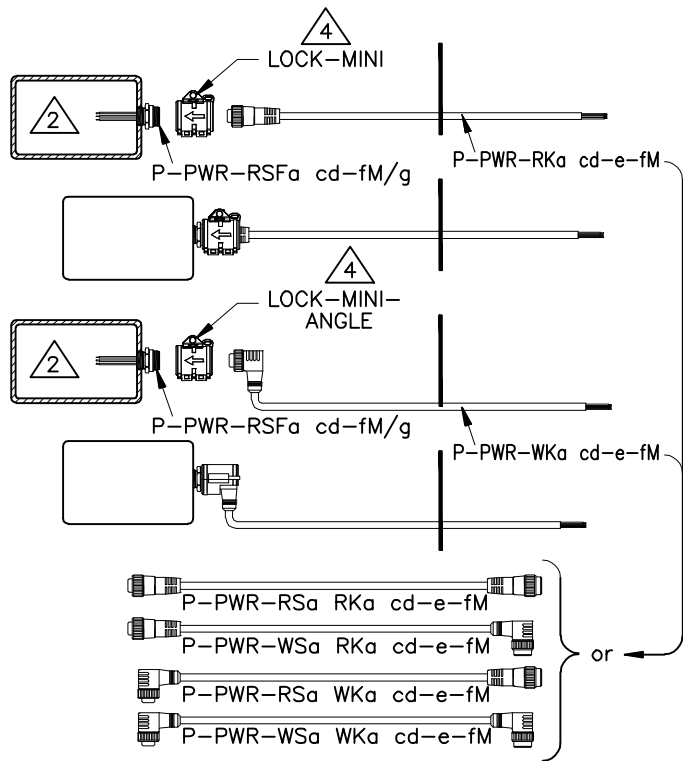 4
LOCK-MINI
2
P-PWR-RSFa cd-fM/g
P-PWR-RKa cd-e-fM
4
LOCK-MINI-
ANGLE
2
P-PWR-RSFa cd-fM/g
P-PWR-WKa cd-e-fM
P-PWR-RSa RKa cd-e-fM
P-PWR-WSa RKa cd-e-fM
or
P-PWR-RSa WKa cd-e-fM
P-PWR-WSa WKa cd-e-fM